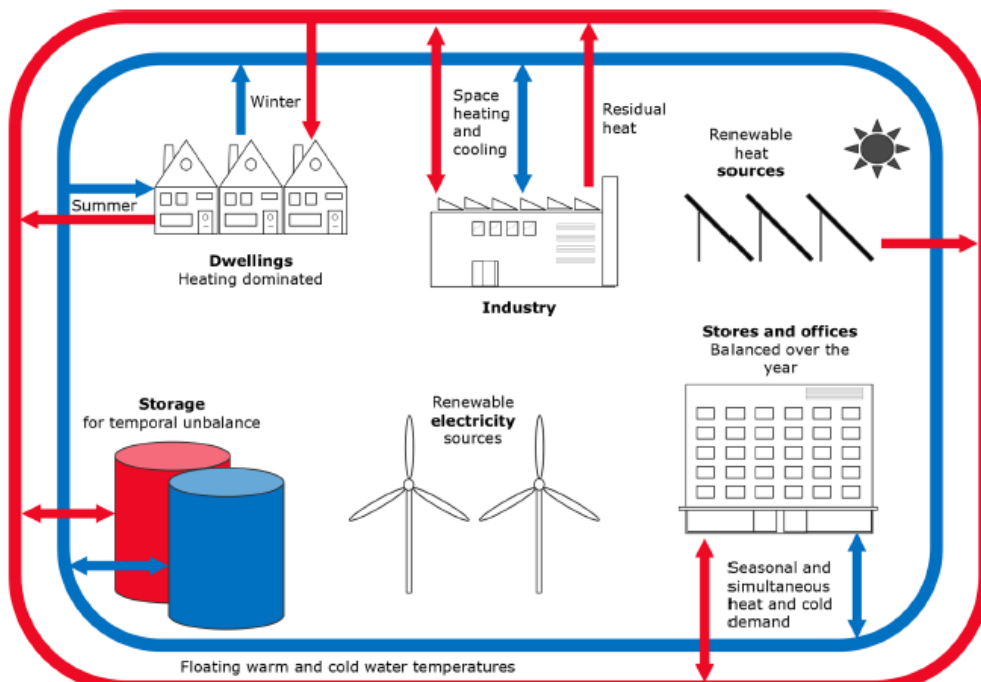 Winter
Summer
Dwellings
Heating dominated
Space
heating
and
cooling
Residual
heat
Industry
Renewable
heat
sources
Stores and offices
Balanced over the
year
Storage
for temporal unbalance
Renewable
electricity
sources
Seasonal and
simultaneous
heat and cold
demand
Floating warm and cold water temperatures